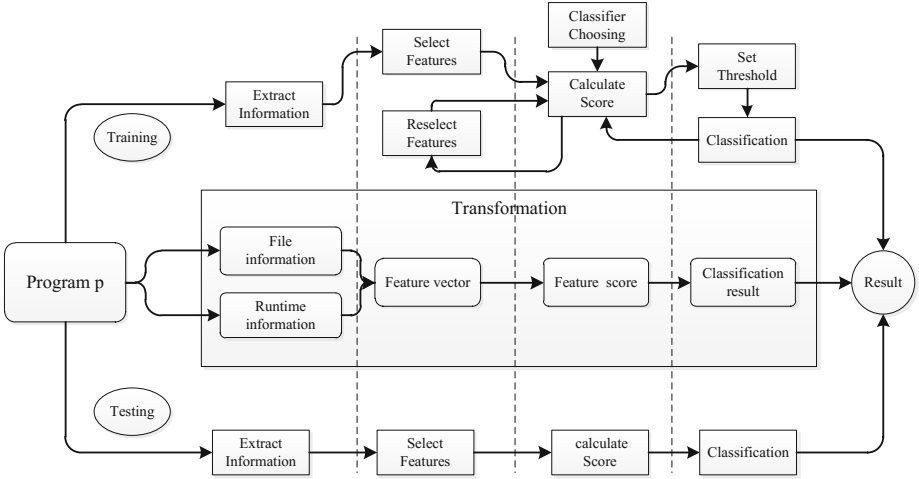 Classifier
Choosing
Select
Features
Set
Threshold
Calculate
Score
Extract
Information
Reselect
Features
Training
Classification
Transformation
File
information
Program p
Feature vector
Feature score
Classification
result
Result
Runtime
information
Testing
Extract
Information
Select
Features
calculate
Score
Classification